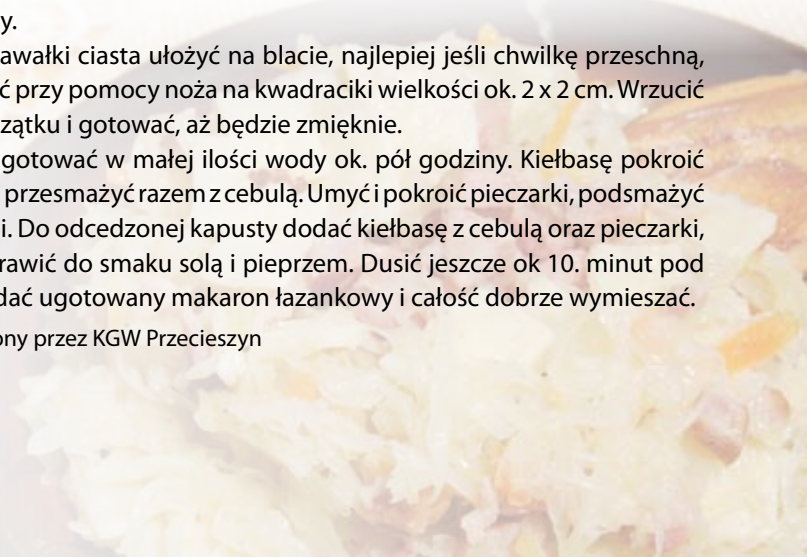 y.
awałki ciasta ułożyć na blacie, najlepiej jeśli chwilkę przeschną,
ć przy pomocy noża na kwadraciki wielkości ok. 2 x 2 cm. Wrzucić
zątku i gotować, aż będzie zmięknie.
gotować w małej ilości wody ok. pół godziny. Kiełbasę pokroić
przesmażyć razem z cebulą. Umyć i pokroić pieczarki, podsmażyć
i. Do odcedzonej kapusty dodać kiełbasę z cebulą oraz pieczarki,
rawić do smaku solą i pieprzem. Dusić jeszcze ok 10. minut pod
dać ugotowany makaron łazankowy i całość dobrze wymieszać.
ony przez KGW Przecieszyn